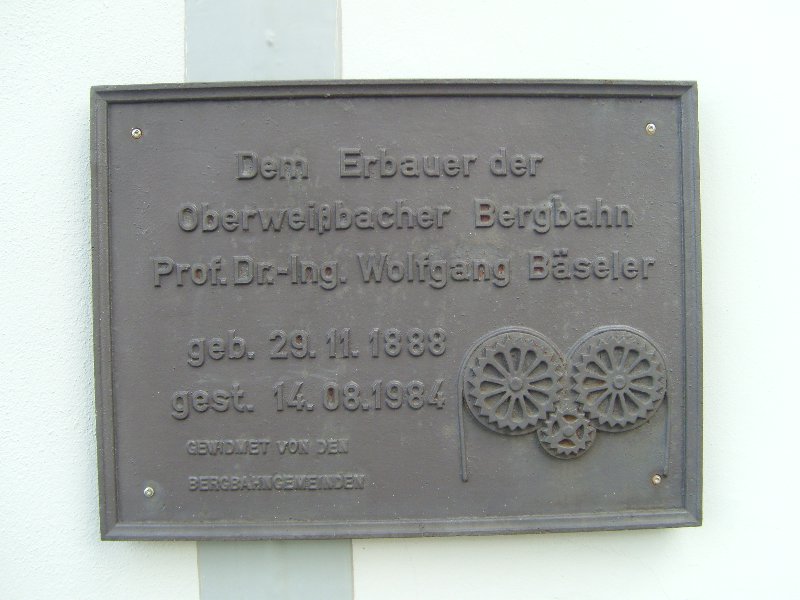 Dem Erbauer der
Oberweißbacher Bergbahn
Prof. Dr.-Ing. Wolfgang Bäseler
geb. 29. 11. 1888
gest. 14. 08. 1984
GEWIDMET VON DEN
BERGBAHNGEMEINDEN